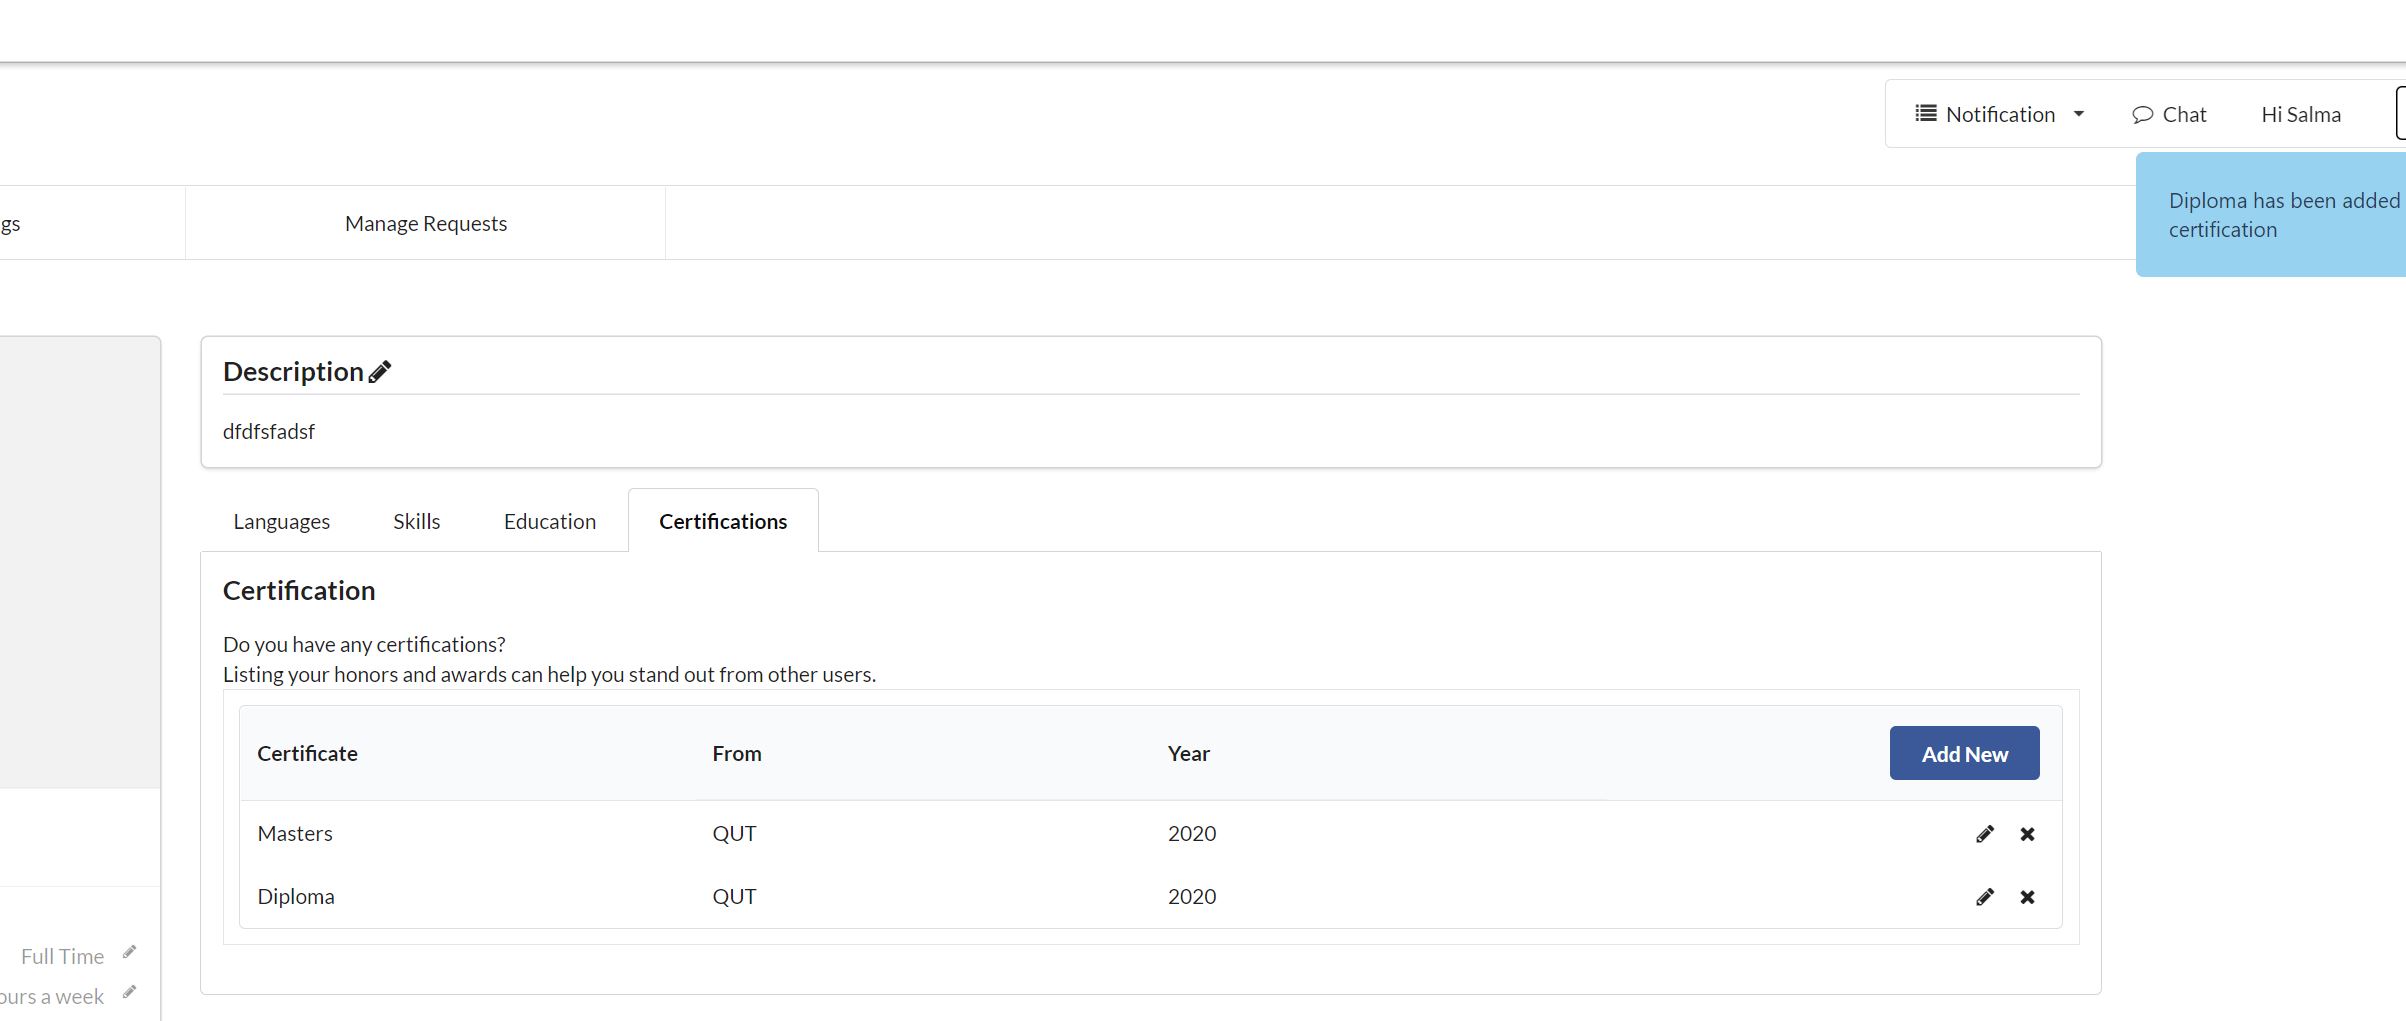 Notification Chat Hi Salma
Diploma has been added
certification
gs Manage Requests
Description
dfdfsfadsf
Languages Skills Education Certifications
Certification
Do you have any certifications?
Listing your honors and awards can help you stand out from other users.
Certificate From Year Add New
Masters QUT 2020
Diploma QUT 2020
Full Time
ours a week